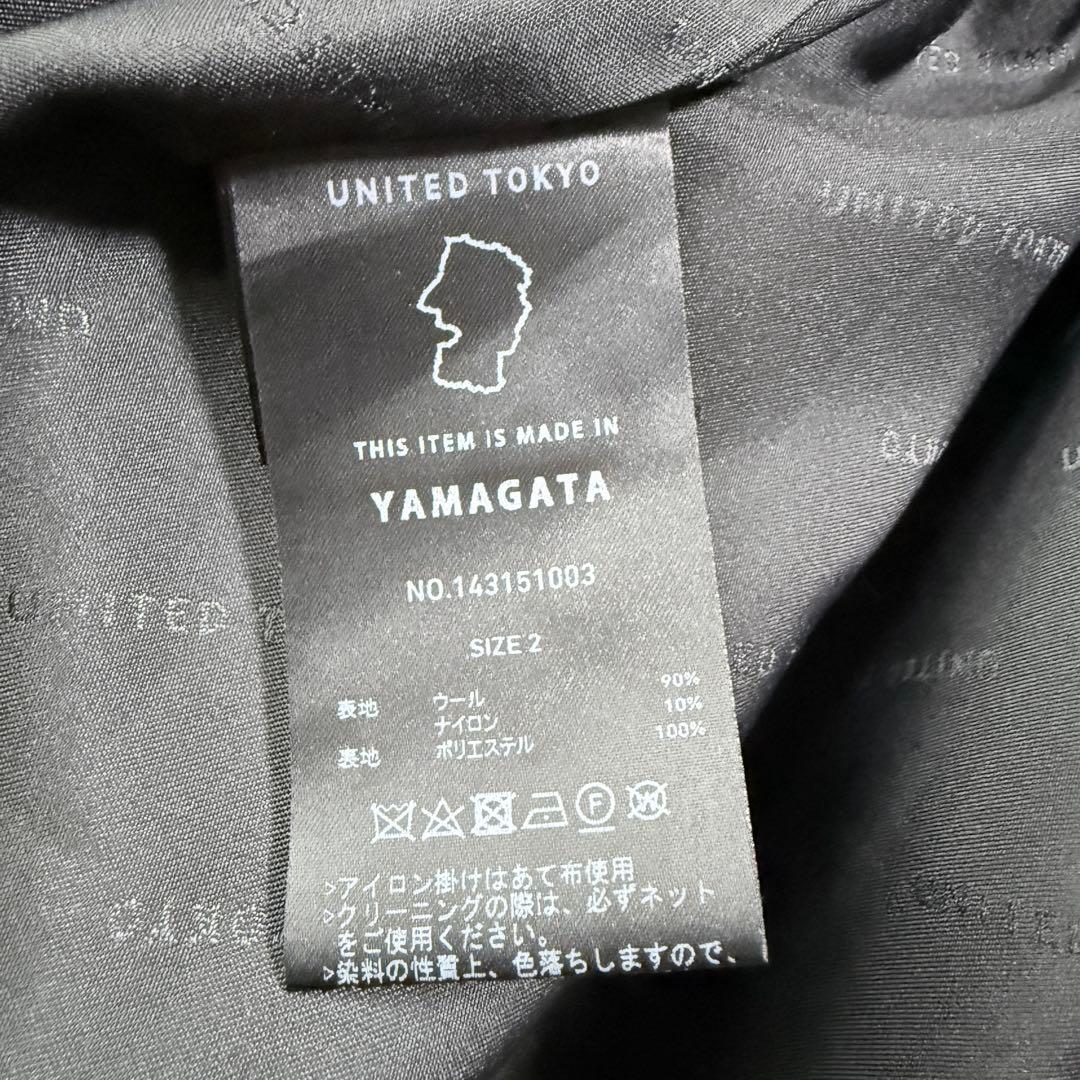 UNITED TOKYO
THIS ITEM IS MADE IN
YAMAGATA
NO.143151003
SIZE 2
表地 ウール 90%
ナイロン 10%
裏地 ポリエステル 100%
F
W
>アイロン掛けはあて布使用
>クリーニングの際は、必ずネット
をご使用ください。
>染料の性質上、色落ちしますので、
UNITED TOK
UNITED